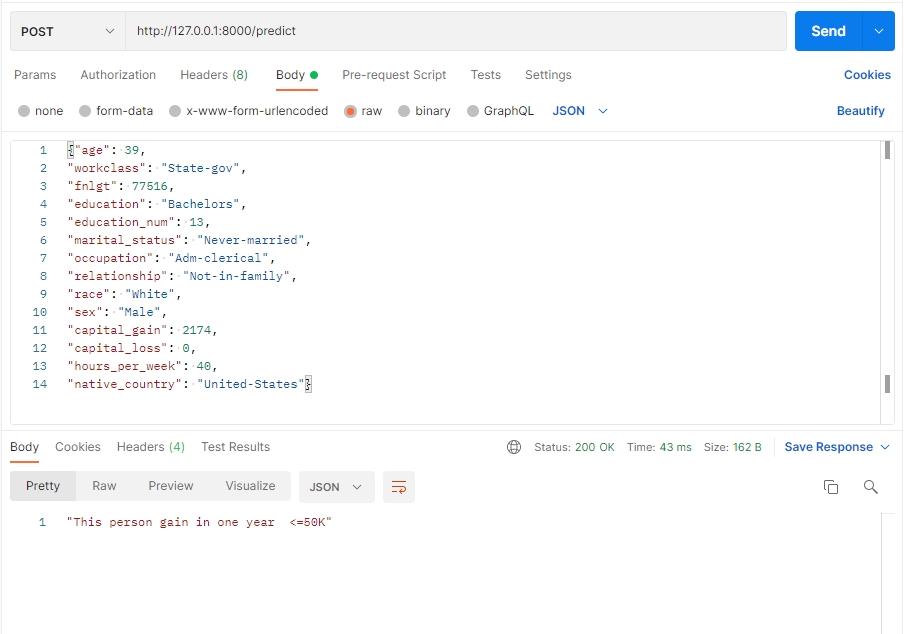 POST http://127.0.0.1:8000/predict Send
Params Authorization Headers (8) Body Pre-request Script Tests Settings Cookies
none form-data x-www-form-urlencoded raw binary GraphQL JSON Beautify
1 {"age": 39,
2 "workclass": "State-gov",
3 "fnlgt": 77516,
4 "education": "Bachelors",
5 "education_num": 13,
6 "marital_status": "Never-married",
7 "occupation": "Adm-clerical",
8 "relationship": "Not-in-family",
9 "race": "White",
10 "sex": "Male",
11 "capital_gain": 2174,
12 "capital_loss": 0,
13 "hours_per_week": 40,
14 "native_country": "United-States"}
Body Cookies Headers (4) Test Results Status: 200 OK Time: 43 ms Size: 162 B Save Response
Pretty Raw Preview Visualize JSON
1 "This person gain in one year  <=50K"